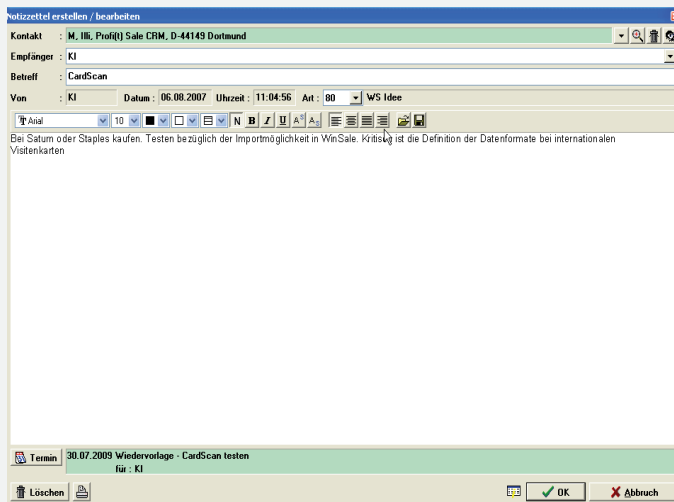 Notizzettel erstellen / bearbeiten
Kontakt : M, Illi, Profi(t) Sale CRM, D-44149 Dortmund
Empfänger : KI
Betreff : CardScan
Von : KI Datum : 06.08.2007 Uhrzeit : 11:04:56 Art : 80 WS Idee
Arial 10 N B I U A S A S
Bei Saturn oder Staples kaufen. Testen bezüglich der Importmöglichkeit in WinSale. Kritisch ist die Definition der Datenformate bei internationalen
Visitenkarten
Termin 30.07.2009 Wiedervorlage - CardScan testen
für : KI
Löschen OK Abbruch